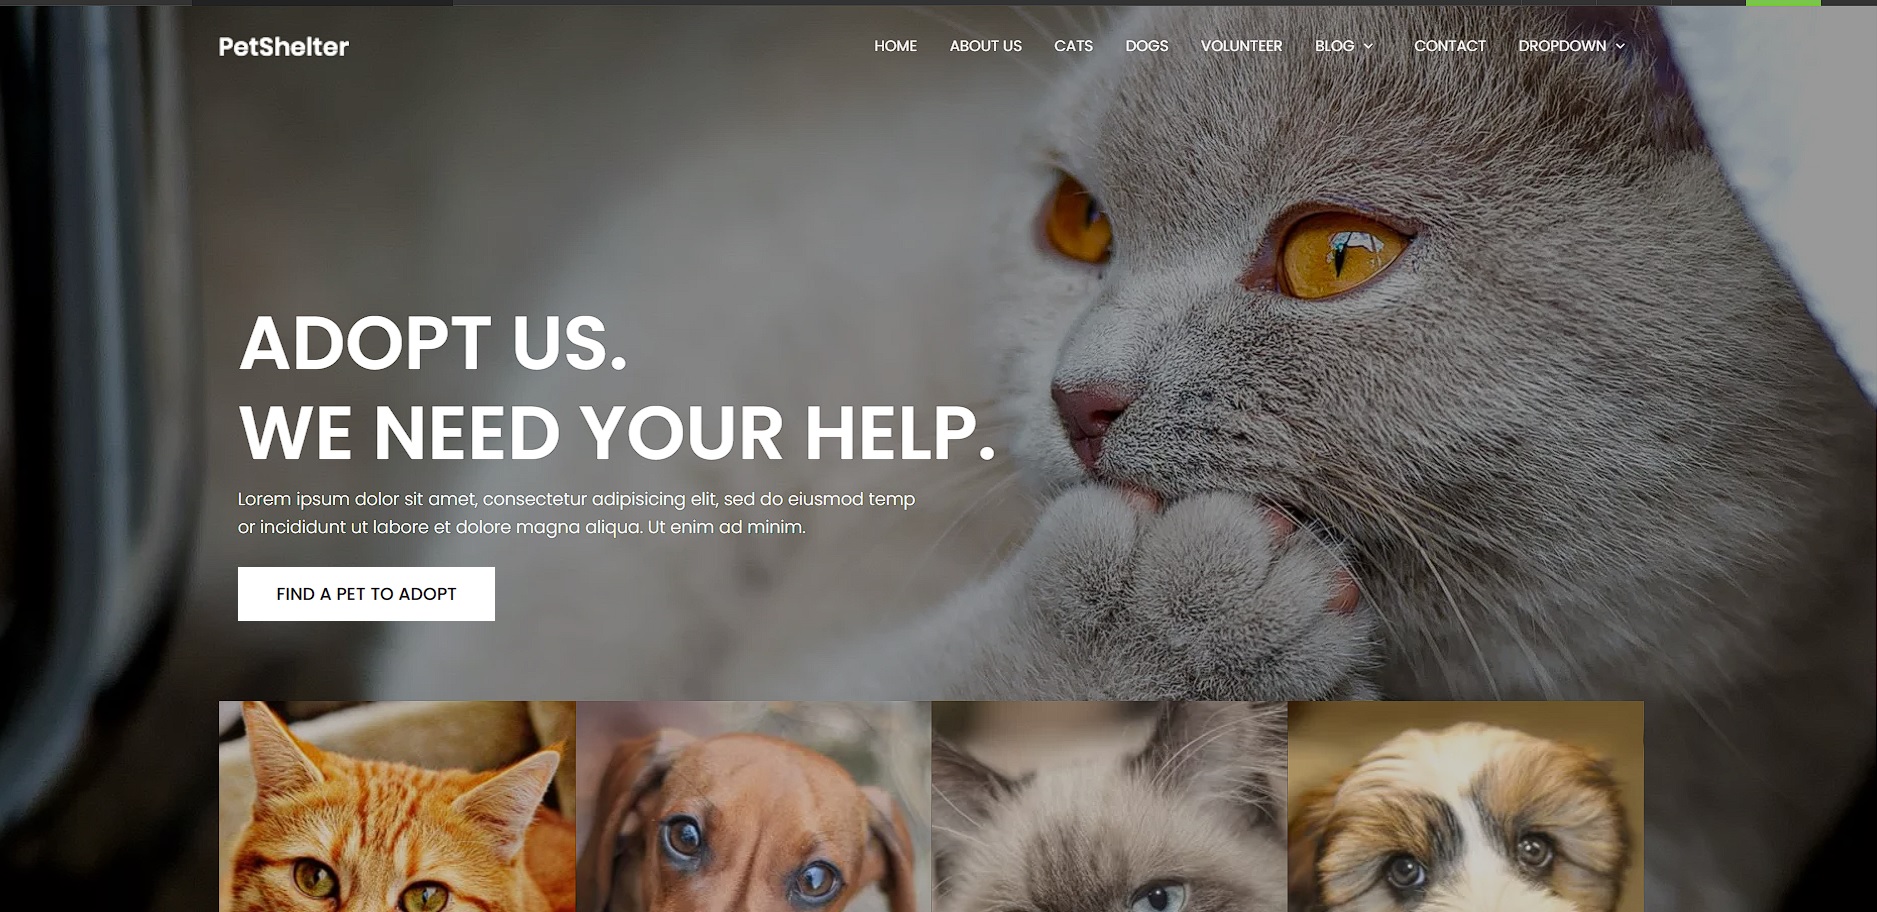 PetShelter
HOME ABOUT US CATS DOGS VOLUNTEER BLOG CONTACT DROPDOWN
ADOPT US.
WE NEED YOUR HELP.
Lorem ipsum dolor sit amet, consectetur adipisicing elit, sed do eiusmod temp
or incididunt ut labore et dolore magna aliqua. Ut enim ad minim.
FIND A PET TO ADOPT